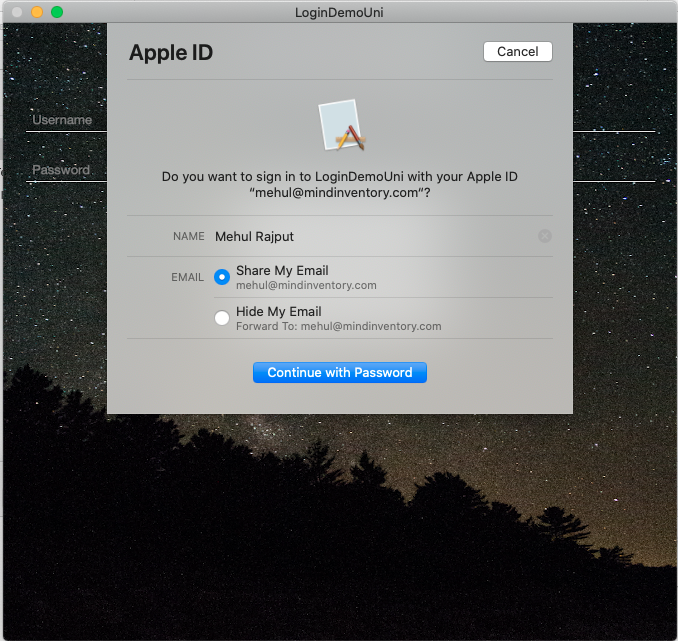 LoginDemoUni
Apple ID
Cancel
Username
Password
Do you want to sign in to LoginDemoUni with your Apple ID
“mehul@mindinventory.com”?
NAME Mehul Rajput
EMAIL Share My Email
mehul@mindinventory.com
Hide My Email
Forward To: mehul@mindinventory.com
Continue with Password